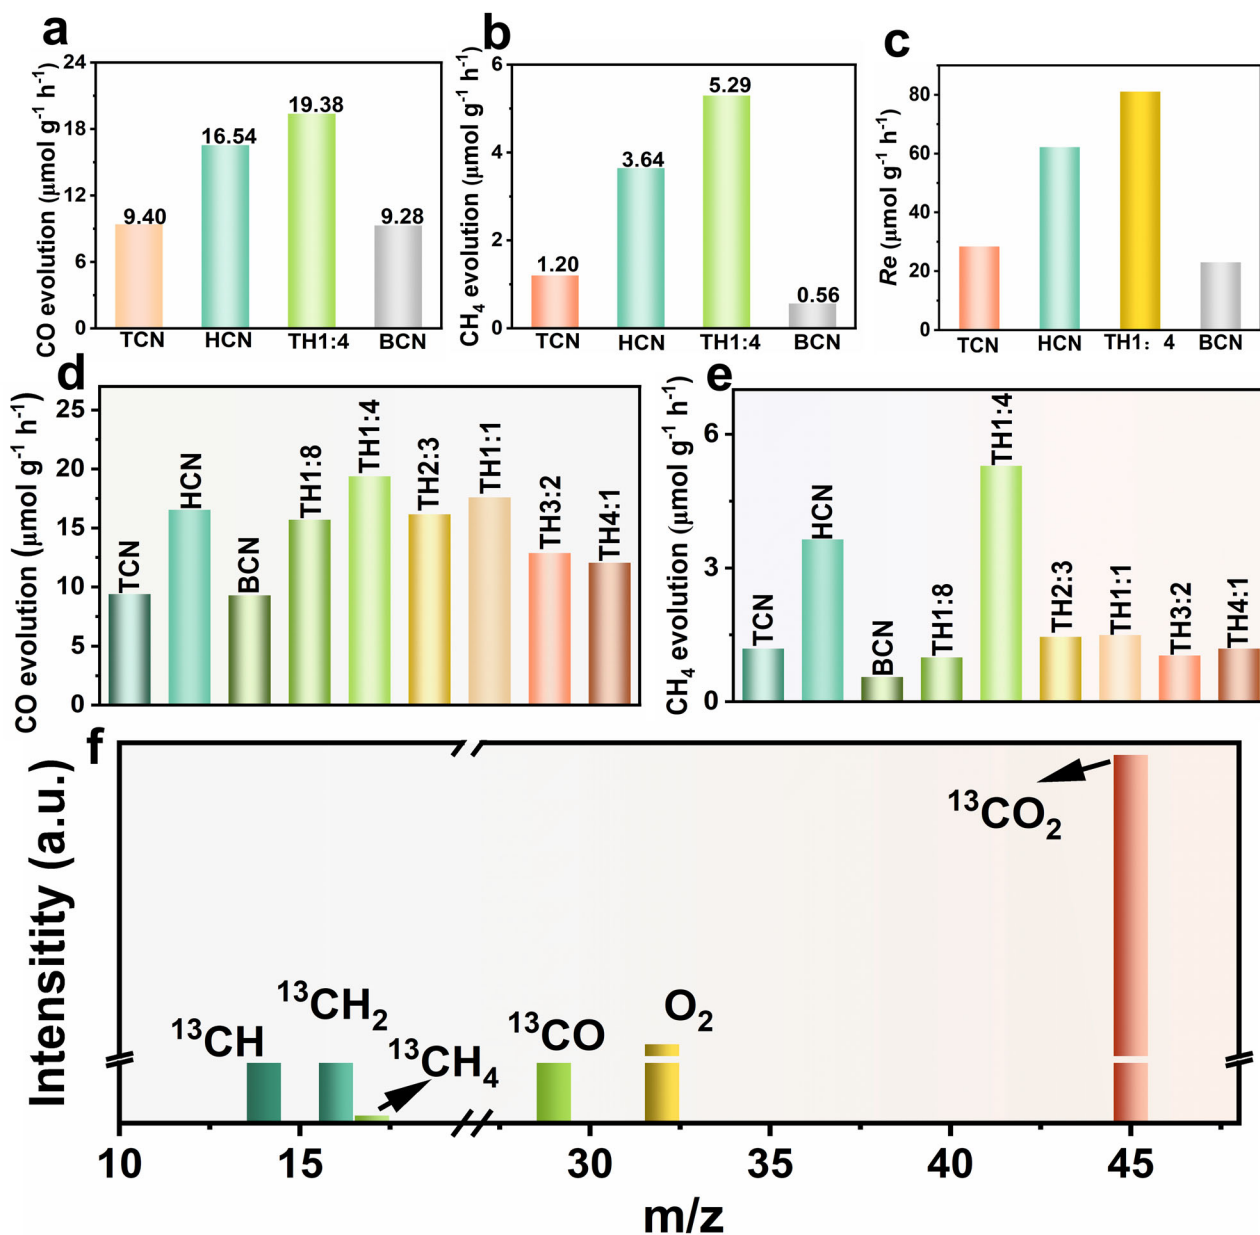 a
CO evolution (μmol g⁻¹ h⁻¹)
24
18
12
6
0
9.40
16.54
19.38
9.28
TCN
HCN
TH1:4
BCN
b
CH₄ evolution (μmol g⁻¹ h⁻¹)
6
4
2
0
1.20
3.64
5.29
0.56
TCN
HCN
TH1:4
BCN
c
Re (μmol g⁻¹ h⁻¹)
80
60
40
20
0
TCN
HCN
TH1：4
BCN
d
CO evolution (μmol g⁻¹ h⁻¹)
25
20
15
10
5
0
TCN
HCN
BCN
TH1:8
TH1:4
TH2:3
TH1:1
TH3:2
TH4:1
e
CH₄ evolution (μmol g⁻¹ h⁻¹)
6
3
0
TCN
HCN
BCN
TH1:8
TH1:4
TH2:3
TH1:1
TH3:2
TH4:1
f
Intensitity (a.u.)
¹³CH
¹³CH₂
¹³CH₄
¹³CO
O₂
¹³CO₂
10
15
30
35
40
45
m/z